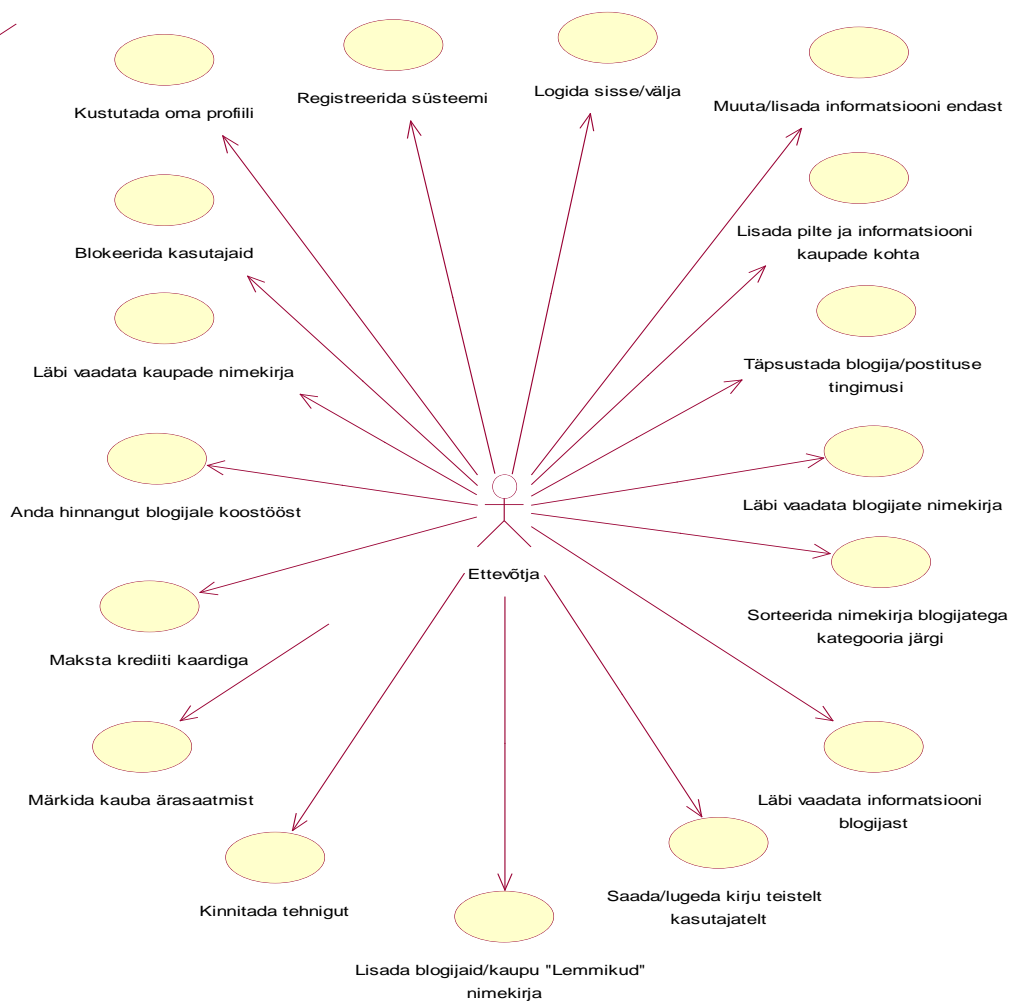 Kustutada oma profiili
Registreerida süsteemi
Logida sisse/välja
Muuta/lisada informatsiooni endast
Blokeerida kasutajaid
Lisada pilte ja informatsiooni
kaupade kohta
Läbi vaadata kaupade nimekirja
Täpsustada blogija/postituse
tingimusi
Anda hinnangut blogijale koostööst
Läbi vaadata blogijate nimekirja
Ettevõtja
Sorteerida nimekirja blogijatega
kategooria järgi
Maksta krediiti kaardiga
Märkida kauba ärasaatmist
Läbi vaadata informatsiooni
blogijast
Kinnitada tehnigut
Saada/lugeda kirju teistelt
kasutajatelt
Lisada blogijaid/kaupu "Lemmikud"
nimekirja